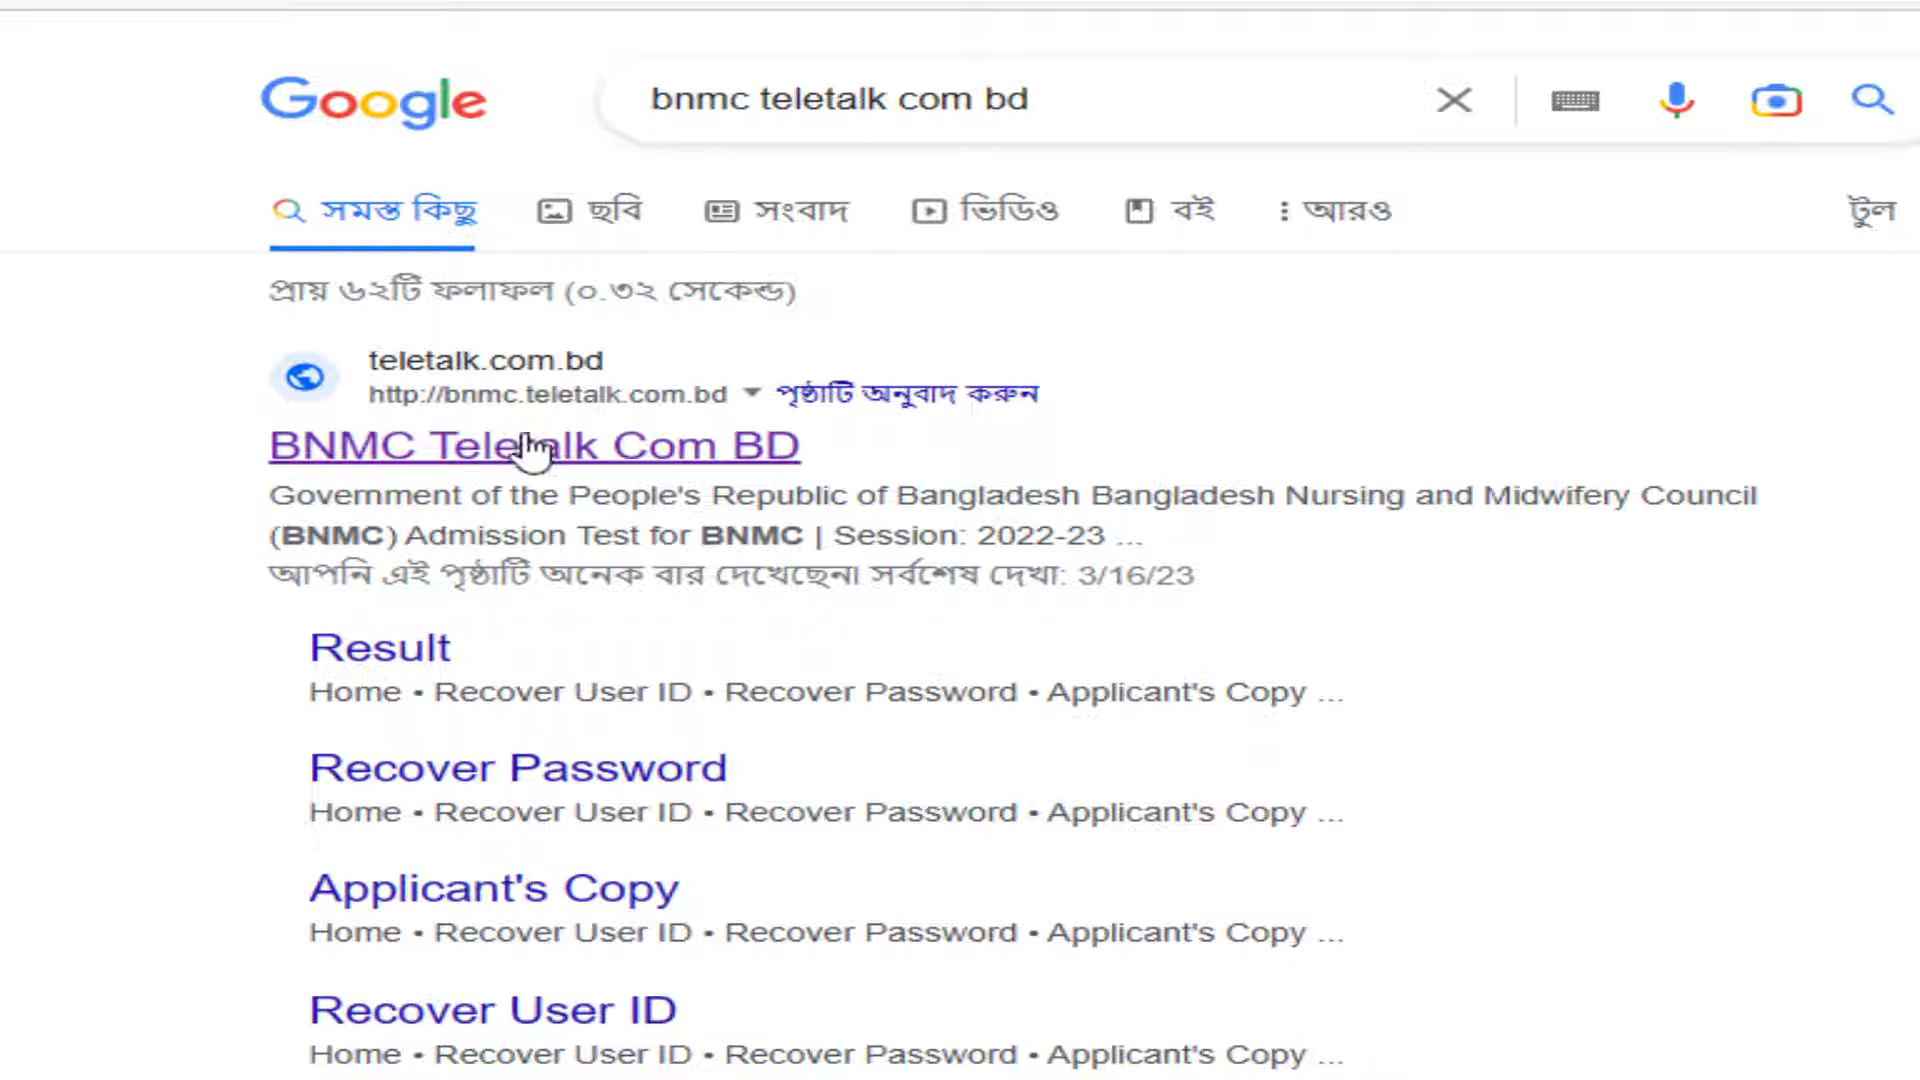 Google
bnmc teletalk com bd
সমস্ত কিছু ছবি সংবাদ ভিডিও বই আরও টুল
প্রায় ৬২টি ফলাফল (০.৩২ সেকেন্ড)
teletalk.com.bd
http://bnmc.teletalk.com.bd পৃষ্ঠাটি অনুবাদ করুন
BNMC Teletalk Com BD
Government of the People's Republic of Bangladesh Bangladesh Nursing and Midwifery Council
(BNMC) Admission Test for BNMC | Session: 2022-23 ...
আপনি এই পৃষ্ঠাটি অনেক বার দেখেছেন। সর্বশেষ দেখা: 3/16/23
Result
Home • Recover User ID • Recover Password • Applicant's Copy ...
Recover Password
Home • Recover User ID • Recover Password • Applicant's Copy ...
Applicant's Copy
Home • Recover User ID • Recover Password • Applicant's Copy ...
Recover User ID
Home • Recover User ID • Recover Password • Applicant's Copy ...